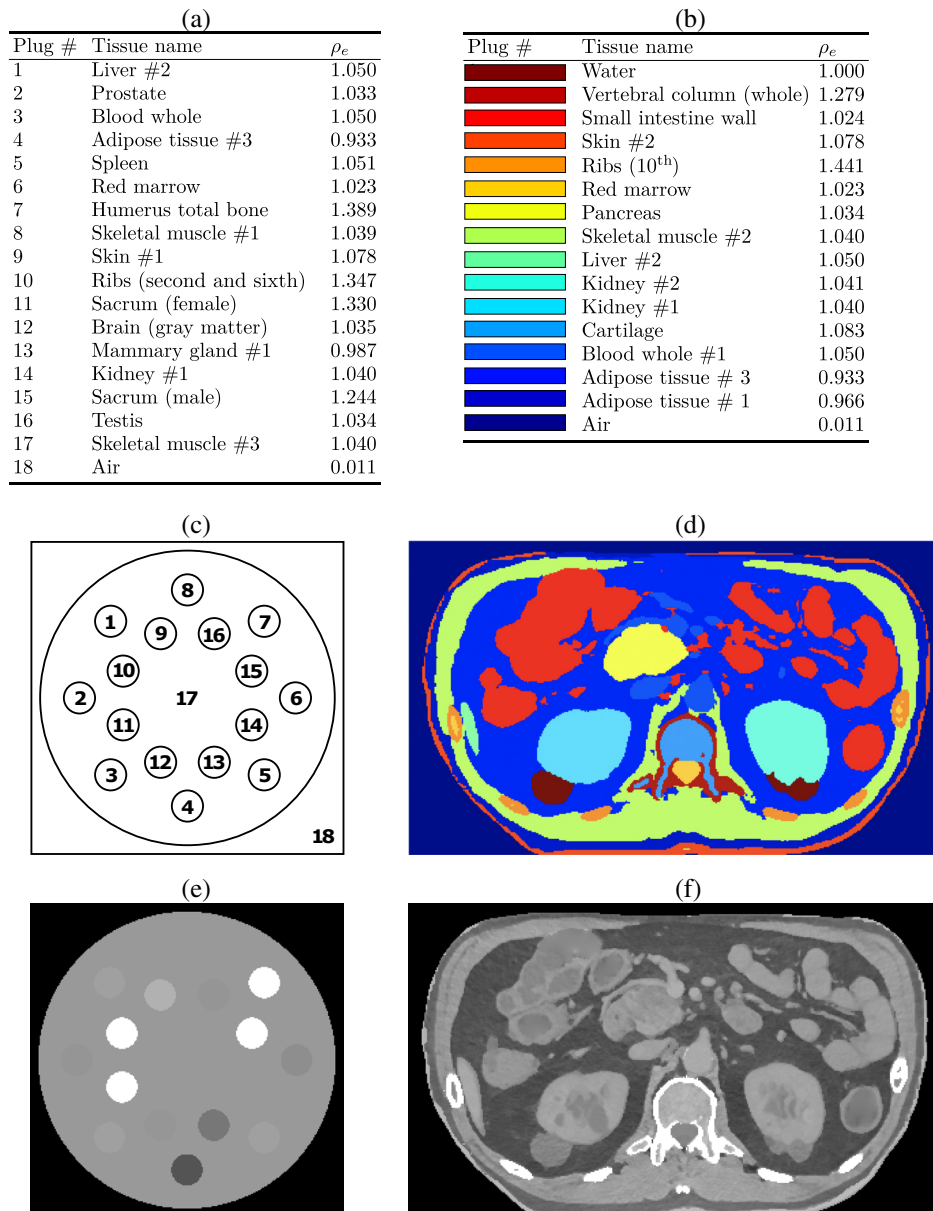 (a)
Plug # Tissue name ρe
1 Liver #2 1.050
2 Prostate 1.033
3 Blood whole 1.050
4 Adipose tissue #3 0.933
5 Spleen 1.051
6 Red marrow 1.023
7 Humerus total bone 1.389
8 Skeletal muscle #1 1.039
9 Skin #1 1.078
10 Ribs (second and sixth) 1.347
11 Sacrum (female) 1.330
12 Brain (gray matter) 1.035
13 Mammary gland #1 0.987
14 Kidney #1 1.040
15 Sacrum (male) 1.244
16 Testis 1.034
17 Skeletal muscle #3 1.040
18 Air 0.011
(b)
Plug # Tissue name ρe
Water 1.000
Vertebral column (whole) 1.279
Small intestine wall 1.024
Skin #2 1.078
Ribs (10th) 1.441
Red marrow 1.023
Pancreas 1.034
Skeletal muscle #2 1.040
Liver #2 1.050
Kidney #2 1.041
Kidney #1 1.040
Cartilage 1.083
Blood whole #1 1.050
Adipose tissue # 3 0.933
Adipose tissue # 1 0.966
Air 0.011
(c)
8
1 7
9 16
10 15
2 17 6
11 14
12 13
3 5
4
18
(d)
(e)
(f)